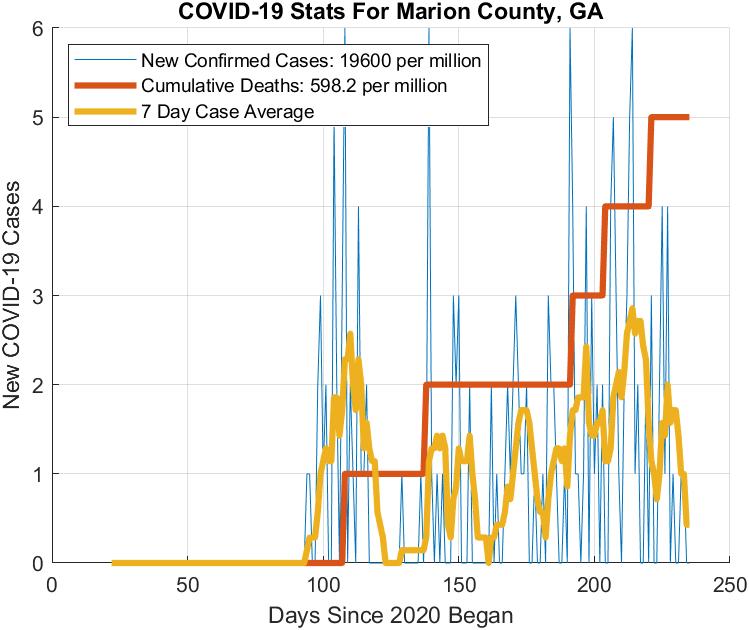 COVID-19 Stats For Marion County, GA
New Confirmed Cases: 19600 per million
Cumulative Deaths: 598.2 per million
7 Day Case Average
New COVID-19 Cases
6
5
4
3
2
1
0
0 50 100 150 200 250
Days Since 2020 Began